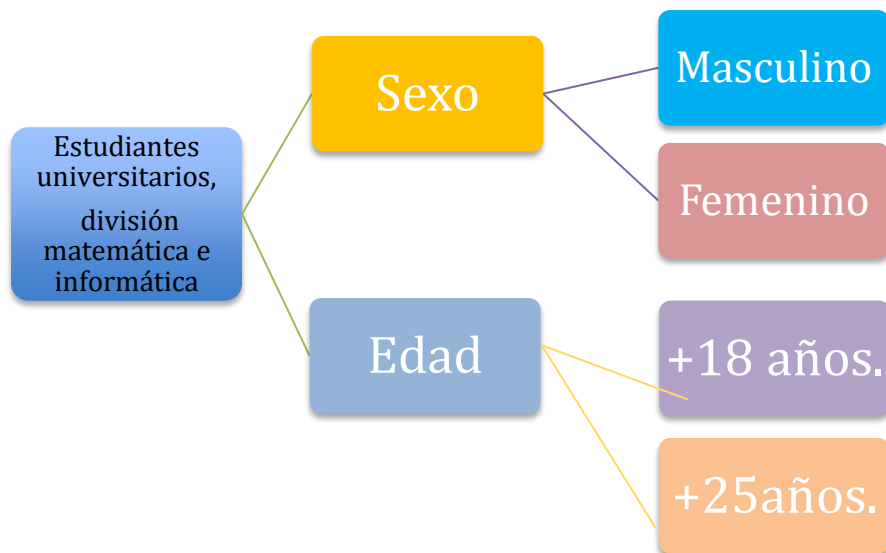 Estudiantes
universitarios,
división
matemática e
informática
Sexo
Masculino
Femenino
Edad
+18 años.
+25años.